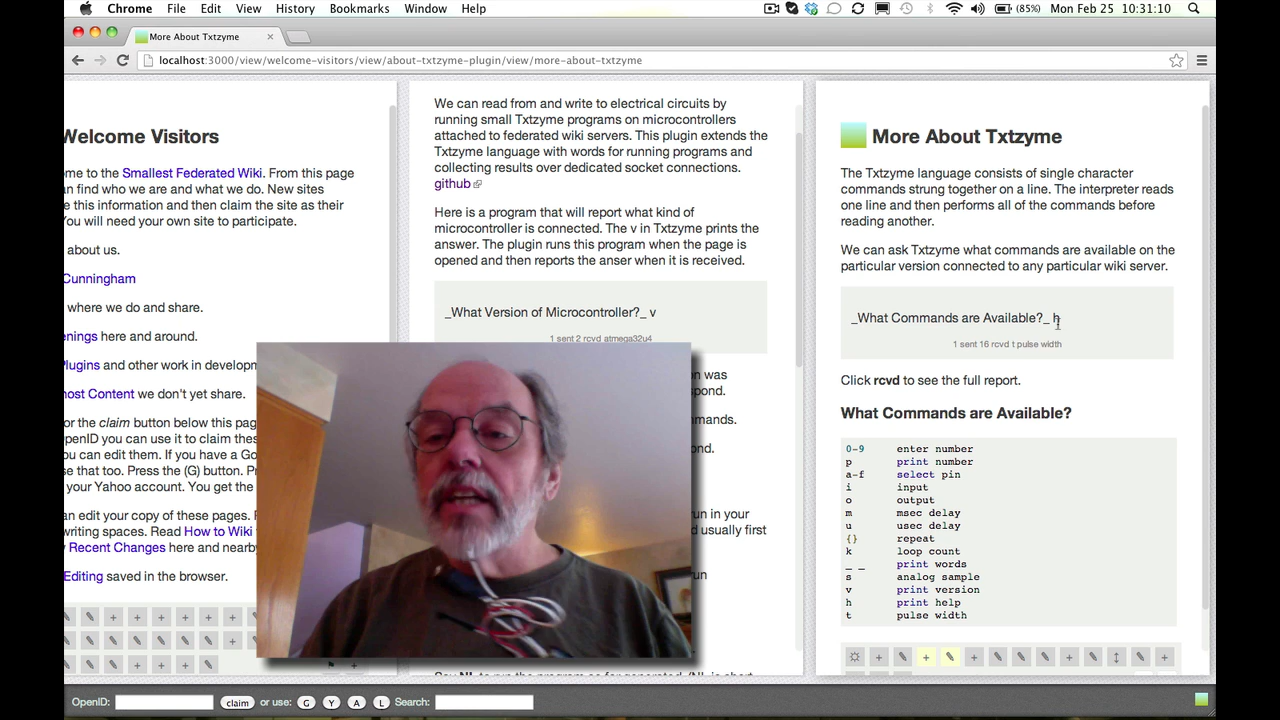 Chrome File Edit View History Bookmarks Window Help (85%) Mon Feb 25 10:31:10
More About Txtzyme
localhost:3000/view/welcome-visitors/view/about-txtzyme-plugin/view/more-about-txtzyme
Welcome Visitors
ome to the Smallest Federated Wiki. From this page
n find who we are and what we do. New sites
e this information and then claim the site as their
You will need your own site to participate.
about us.
Cunningham
where we do and share.
enings here and around.
Plugins and other work in developm
host Content we don't yet share.
or the claim button below this pag
OpenID you can use it to claim these
you can edit them. If you have a Go
se that too. Press the (G) button. Pr
your Yahoo account. You get the
an edit your copy of these pages.
writing spaces. Read How to Wiki
Recent Changes here and nearby
Editing saved in the browser.
We can read from and write to electrical circuits by
running small Txtzyme programs on microcontrollers
attached to federated wiki servers. This plugin extends the
Txtzyme language with words for running programs and
collecting results over dedicated socket connections.
github
Here is a program that will report what kind of
microcontroller is connected. The v in Txtzyme prints the
answer. The plugin runs this program when the page is
opened and then reports the anser when it is received.
_What Version of Microcontroller?_ v
1 sent 2 rcvd atmega32u4
n was
spond.
mmands.
ond.
run in your
d usually first
run
More About Txtzyme
The Txtzyme language consists of single character
commands strung together on a line. The interpreter reads
one line and then performs all of the commands before
reading another.
We can ask Txtzyme what commands are available on the
particular version connected to any particular wiki server.
_What Commands are Available?_ h
1 sent 16 rcvd t pulse width
Click rcvd to see the full report.
What Commands are Available?
0-9 enter number
p print number
a-f select pin
i input
o output
m msec delay
u usec delay
{} repeat
k loop count
_ _ print words
s analog sample
v print version
h print help
t pulse width
OpenID: claim or use: G Y A L Search: